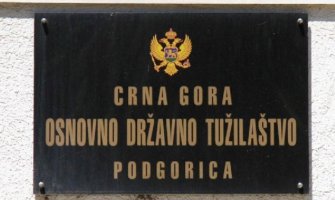 CRNA GORA
OSNOVNO DRŽAVNO TUŽILAŠTVO
PODGORICA